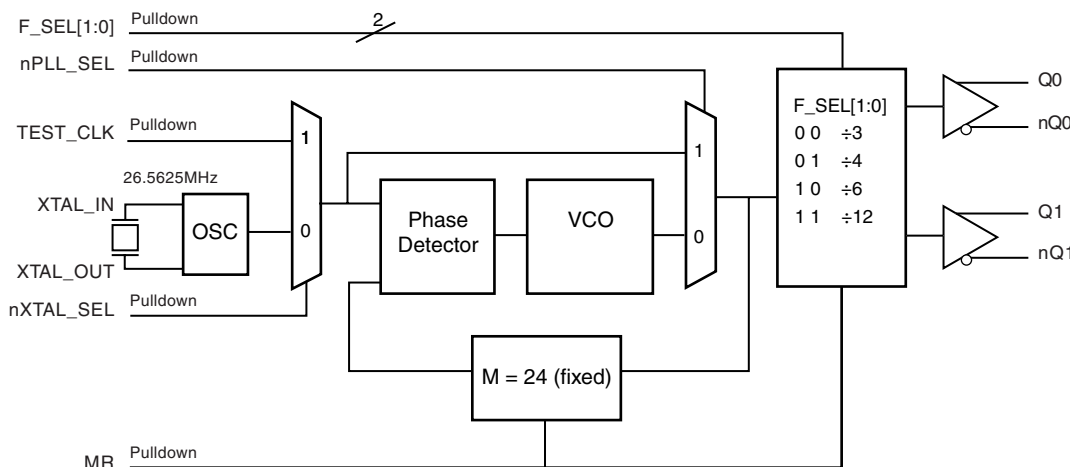 F_SEL[1:0] Pulldown 2
nPLL_SEL Pulldown
TEST_CLK Pulldown
26.5625MHz
XTAL_IN
OSC
XTAL_OUT
nXTAL_SEL Pulldown
1
0
Phase
Detector
VCO
1
0
F_SEL[1:0]
0 0 ÷3
0 1 ÷4
1 0 ÷6
1 1 ÷12
Q0
nQ0
Q1
nQ1
M = 24 (fixed)
MR Pulldown